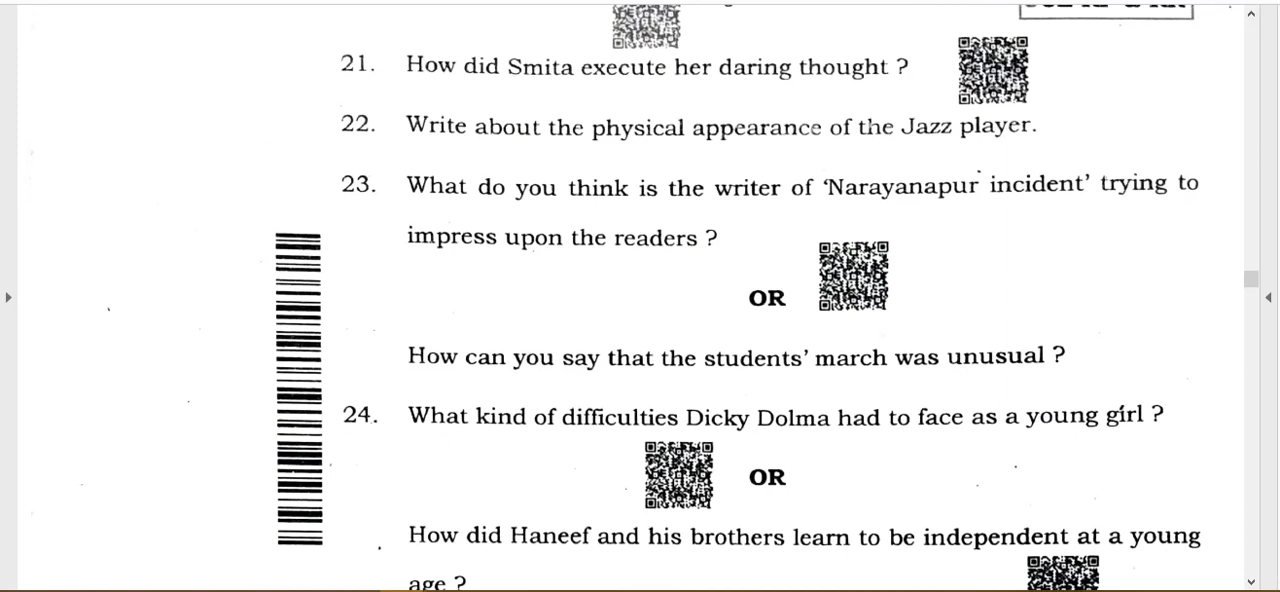 21. How did Smita execute her daring thought ?
22. Write about the physical appearance of the Jazz player.
23. What do you think is the writer of 'Narayanapur incident' trying to
impress upon the readers ?
OR
How can you say that the students' march was unusual ?
24. What kind of difficulties Dicky Dolma had to face as a young girl ?
OR
How did Haneef and his brothers learn to be independent at a young
age ?